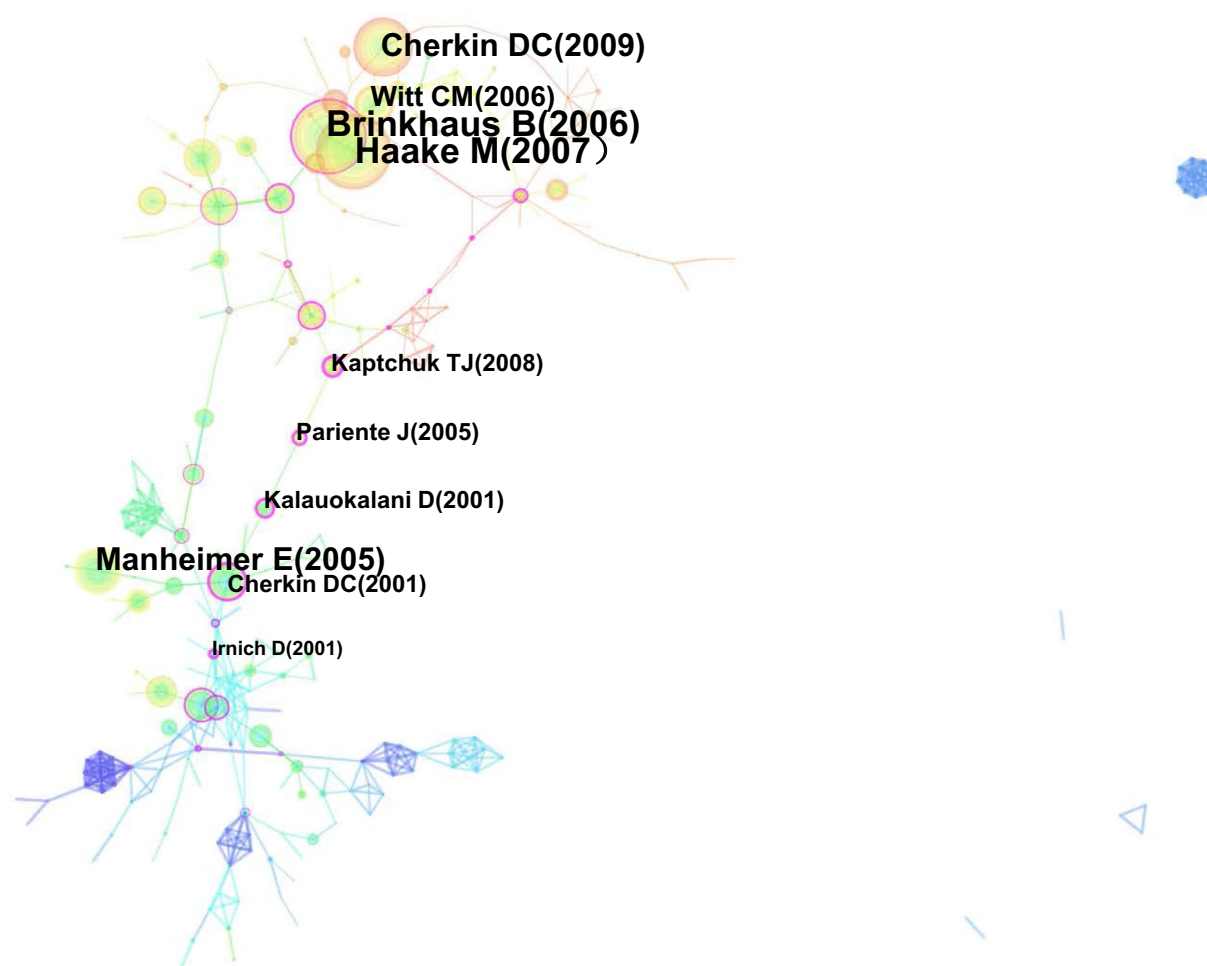 Cherkin DC(2009)
Witt CM(2006)
Brinkhaus B(2006)
Haake M(2007）
Kaptchuk TJ(2008)
Pariente J(2005)
Kalauokalani D(2001)
Manheimer E(2005)
Cherkin DC(2001)
Irnich D(2001)